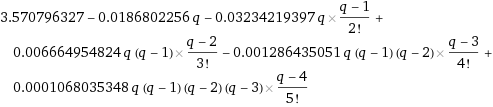 3.570796327 − 0.0186802256 q − 0.03234219397 q × (q − 1)/2! +
0.006664954824 q (q − 1) × (q − 2)/3! − 0.001286435051 q (q − 1) (q − 2) × (q − 3)/4! +
0.0001068035348 q (q − 1) (q − 2) (q − 3) × (q − 4)/5!